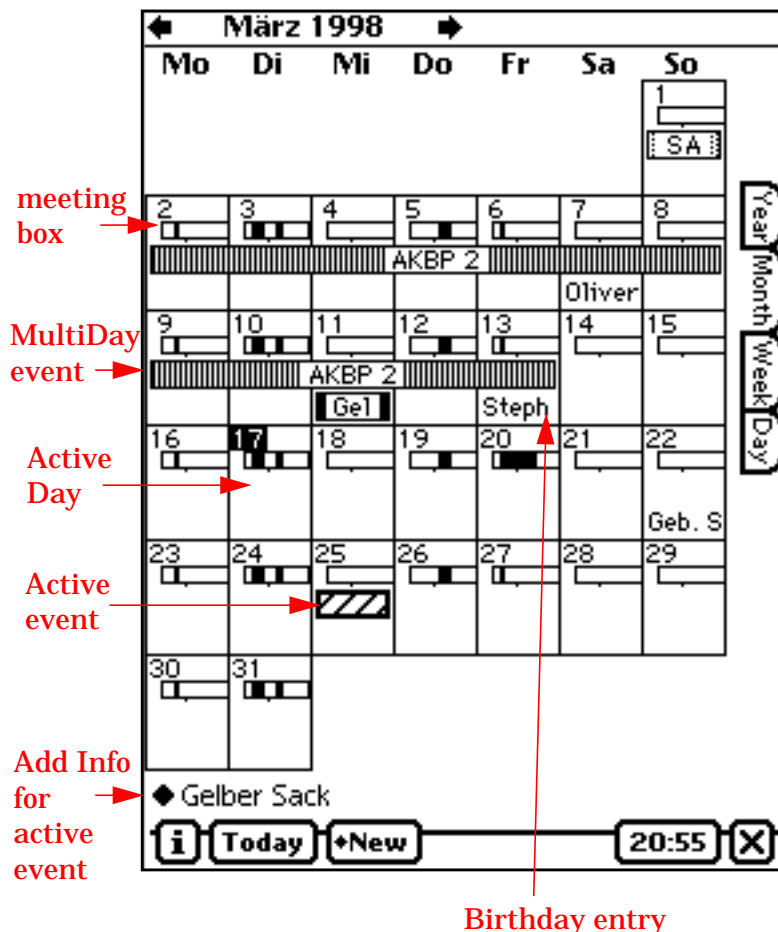 März 1998
Mo Di Mi Do Fr Sa So
1
SA
meeting
box
2 3 4 5 6 7 8
AKBP 2
Oliver
MultiDay
event
9 10 11 12 13 14 15
AKBP 2
Gel Steph
Active
Day
16 17 18 19 20 21 22
Geb. S
Active
event
23 24 25 26 27 28 29
30 31
Year
Month
Week
Day
Add Info
for
active
event
Gelber Sack
i Today New 20:55 X
Birthday entry